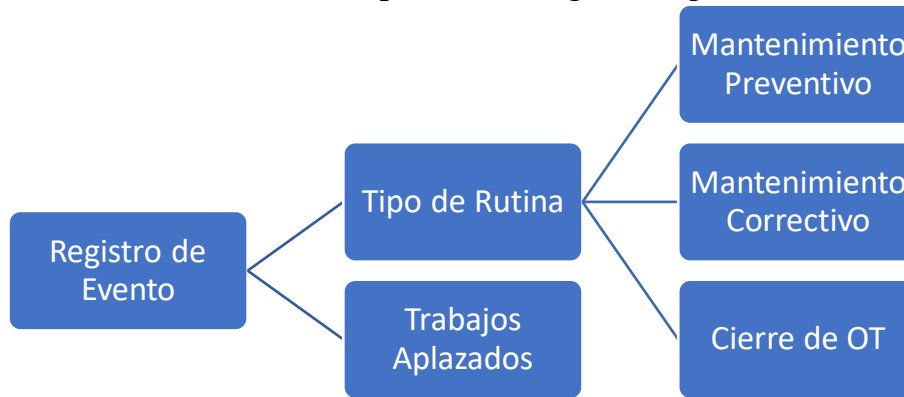 Mantenimiento
Preventivo
Tipo de Rutina
Mantenimiento
Correctivo
Registro de
Evento
Trabajos
Aplazados
Cierre de OT